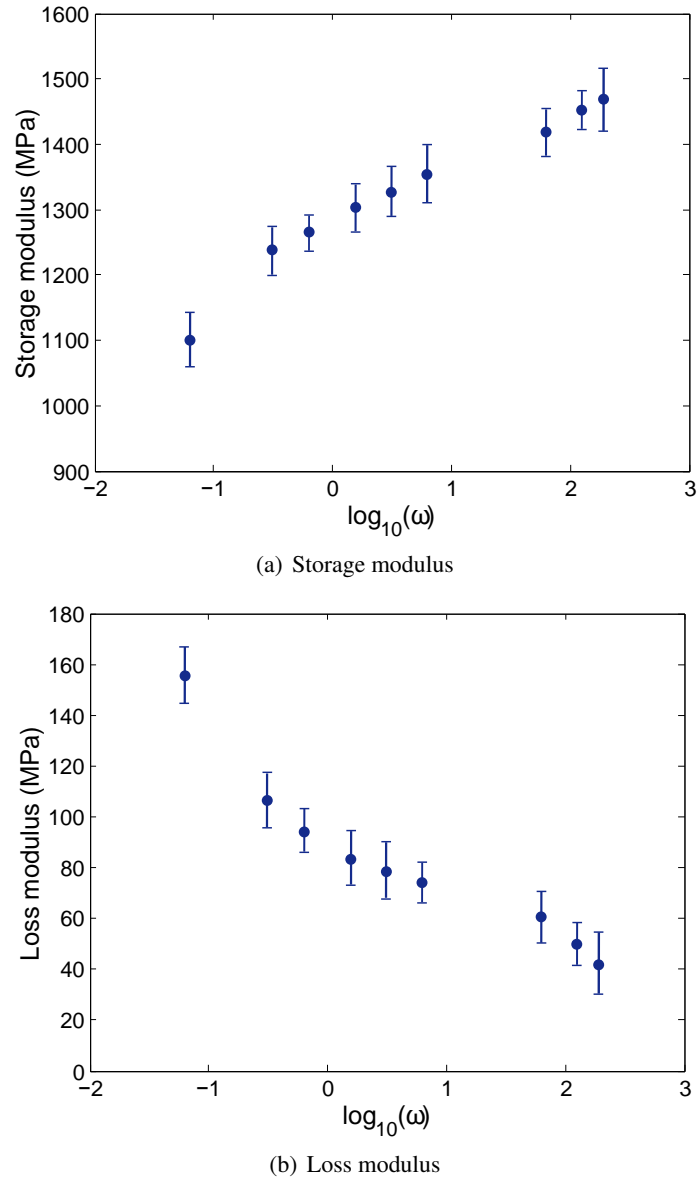 1600
1500
1400
1300
1200
1100
1000
900
Storage modulus (MPa)
−2 −1 0 1 2 3
log10(ω)
(a) Storage modulus
180
160
140
120
100
80
60
40
20
0
Loss modulus (MPa)
−2 −1 0 1 2 3
log10(ω)
(b) Loss modulus